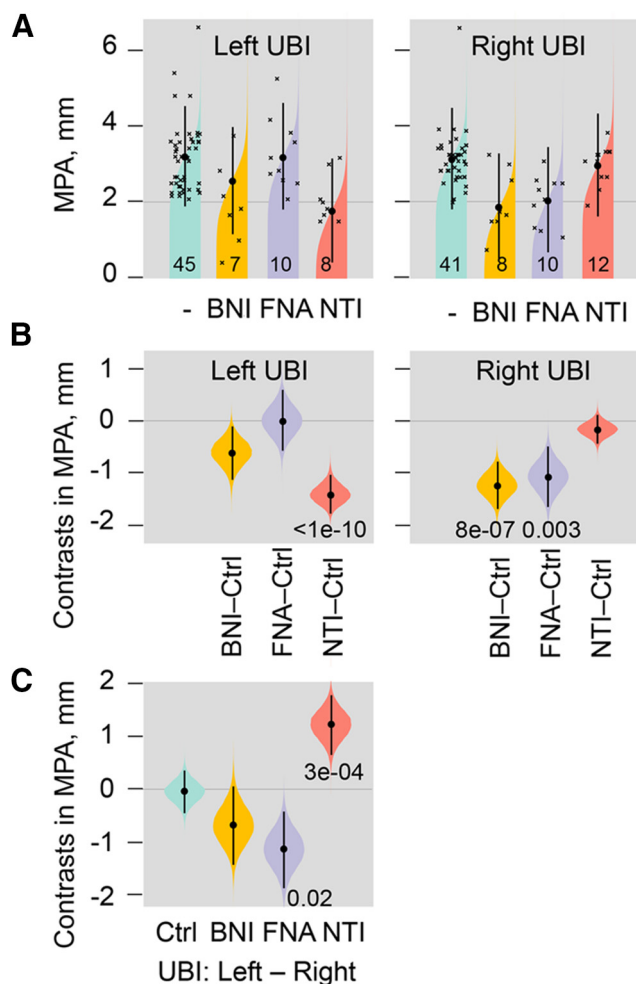 A
Left UBI
Right UBI
MPA, mm
6
4
2
0
45
7
10
8
41
8
10
12
- BNI FNA NTI
- BNI FNA NTI
B
Left UBI
Right UBI
Contrasts in MPA, mm
1
0
-1
-2
<1e-10
8e-07
0.003
BNI–Ctrl
FNA–Ctrl
NTI–Ctrl
BNI–Ctrl
FNA–Ctrl
NTI–Ctrl
C
Contrasts in MPA, mm
2
1
0
-1
-2
3e-04
0.02
Ctrl BNI FNA NTI
UBI: Left – Right